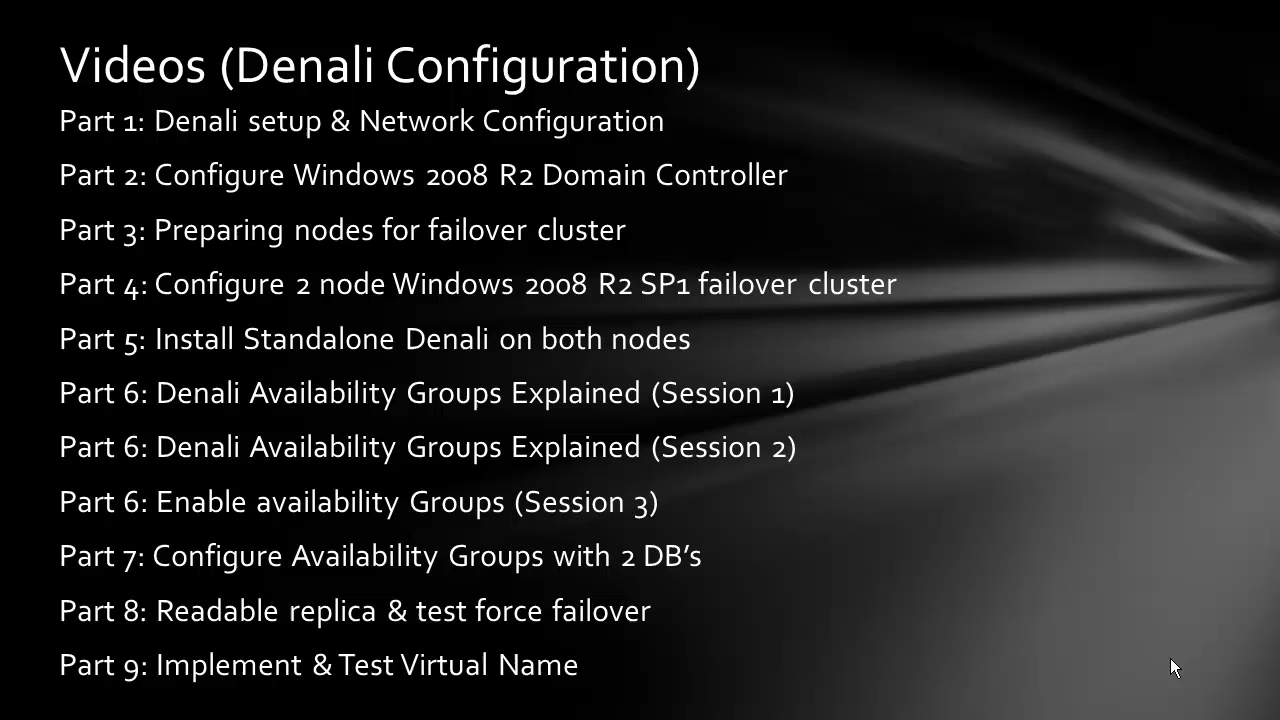 Videos (Denali Configuration)
Part 1: Denali setup & Network Configuration
Part 2: Configure Windows 2008 R2 Domain Controller
Part 3: Preparing nodes for failover cluster
Part 4: Configure 2 node Windows 2008 R2 SP1 failover cluster
Part 5: Install Standalone Denali on both nodes
Part 6: Denali Availability Groups Explained (Session 1)
Part 6: Denali Availability Groups Explained (Session 2)
Part 6: Enable availability Groups (Session 3)
Part 7: Configure Availability Groups with 2 DB’s
Part 8: Readable replica & test force failover
Part 9: Implement & Test Virtual Name